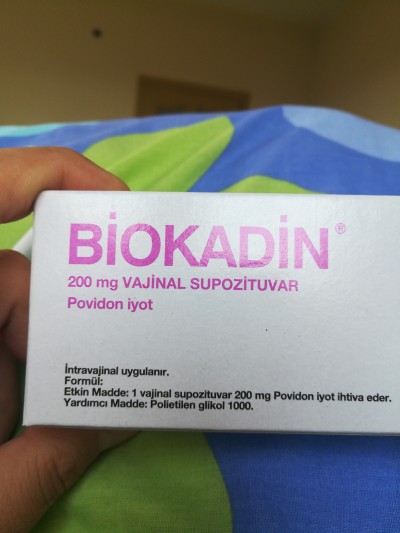 BİOKADİN®
200 mg VAJİNAL SUPOZİTUVAR
Povidon iyot
İntravajinal uygulanır.
Formül:
Etkin Madde: 1 vajinal supozituvar 200 mg Povidon iyot ihtiva eder.
Yardımcı Madde: Polietilen glikol 1000.